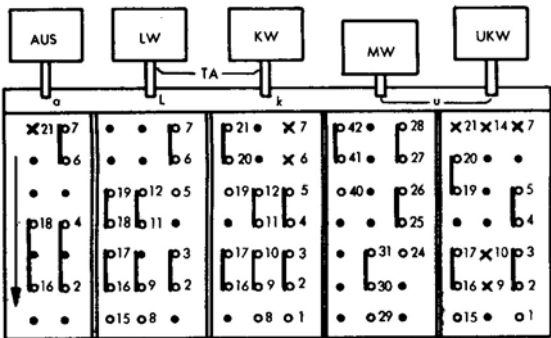 AUS LW KW MW UKW
TA
a L k u
21 7 7 21 7 42 28 21 14 7
6 6 20 6 41 27 20
19 12 5 19 12 5 40 26 19 5
18 4 18 11 11 4 25 4
17 3 17 10 3 31 24 17 10 3
16 2 16 9 2 16 9 2 30 16 9 2
15 8 8 1 29 15 1